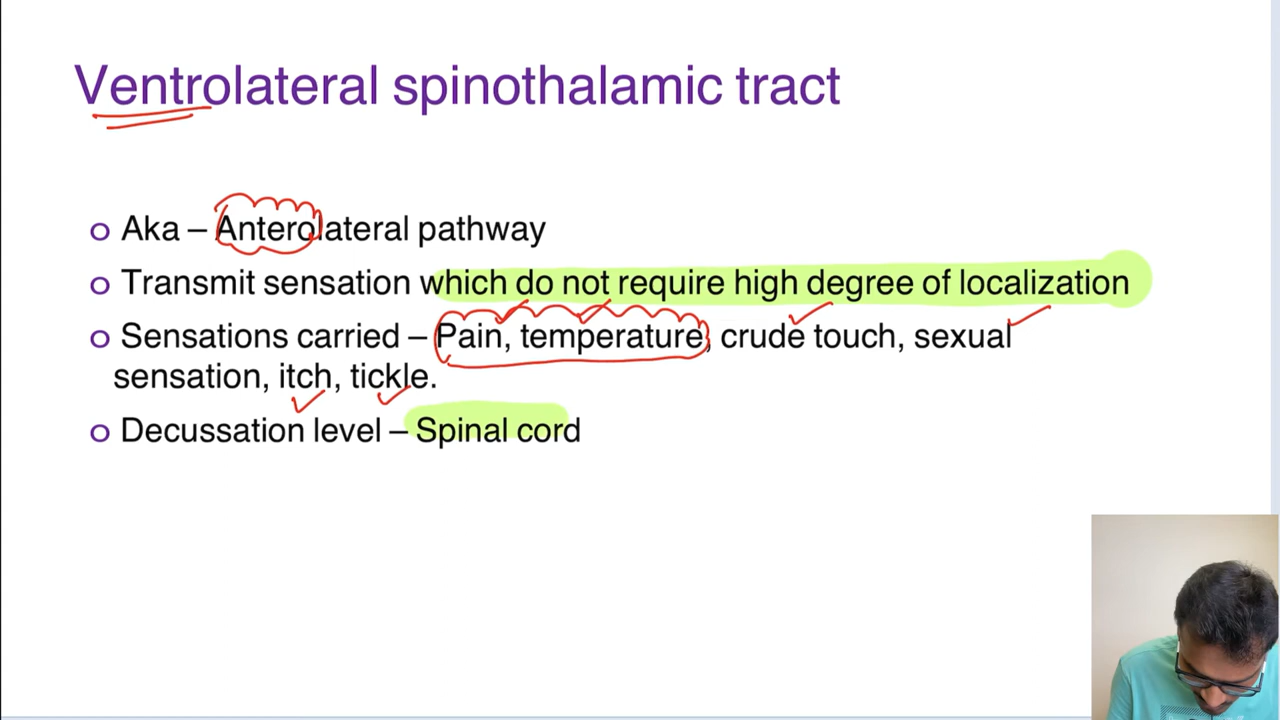 Ventrolateral spinothalamic tract
o Aka – Anterolateral pathway
o Transmit sensation which do not require high degree of localization
o Sensations carried – Pain, temperature, crude touch, sexual
sensation, itch, tickle.
o Decussation level – Spinal cord